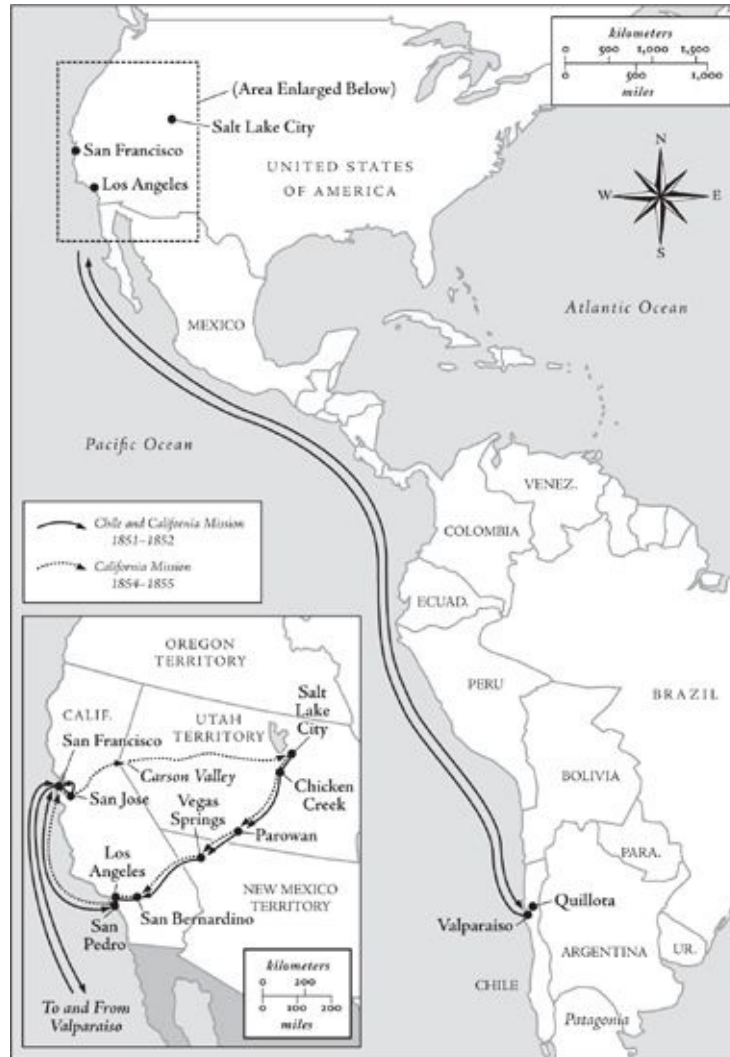 kilometers
0 500 1,000 1,500
0 500 1,000
miles
(Area Enlarged Below)
Salt Lake City
San Francisco
Los Angeles
UNITED STATES
OF AMERICA
N
W E
S
MEXICO
Atlantic Ocean
Pacific Ocean
VENEZ.
COLOMBIA
ECUAD.
PERU
BRAZIL
BOLIVIA
PARA.
Quillota
Valparaiso
ARGENTINA
UR.
CHILE
Patagonia
Chile and California Mission
1851–1852
California Mission
1854–1855
OREGON
TERRITORY
Salt
Lake
City
CALIF.
UTAH
TERRITORY
San Francisco
Carson Valley
Chicken
Creek
San Jose
Vegas
Springs
Parowan
Los
Angeles
NEW MEXICO
TERRITORY
San Bernardino
San
Pedro
kilometers
0 100 200
0 100 200
miles
To and From
Valparaiso